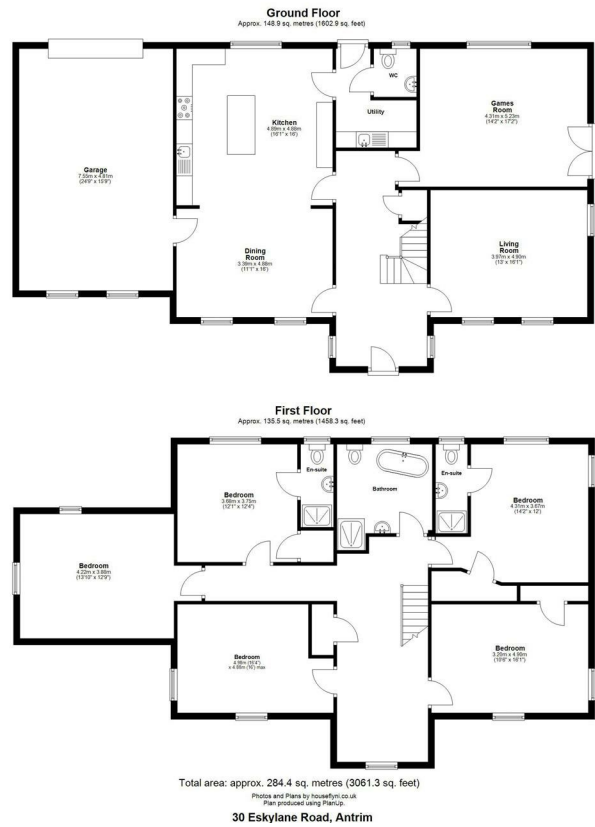 Ground Floor
Approx. 148.9 sq. metres (1602.9 sq. feet)
WC
Kitchen
4.89m x 4.88m
(16'1" x 16')
Utility
Games
Room
4.31m x 5.23m
(14'2" x 17'2")
Garage
7.55m x 4.81m
(24'9" x 15'9")
Dining
Room
3.39m x 4.88m
(11'1" x 16')
Living
Room
3.97m x 4.90m
(13' x 16'1")
First Floor
Approx. 135.5 sq. metres (1458.3 sq. feet)
En-suite
Bathroom
En-suite
Bedroom
3.69m x 3.75m
(12'1" x 12'4")
Bedroom
4.31m x 3.67m
(14'2" x 12')
Bedroom
4.22m x 3.88m
(13'10" x 12'9")
Bedroom
4.98m (16'4")
x 4.88m (16') max
Bedroom
3.20m x 4.90m
(10'6" x 16'1")
Total area: approx. 284.4 sq. metres (3061.3 sq. feet)
Photos and Plans by houseflyni.co.uk
Plan produced using PlanUp.
30 Eskylane Road, Antrim